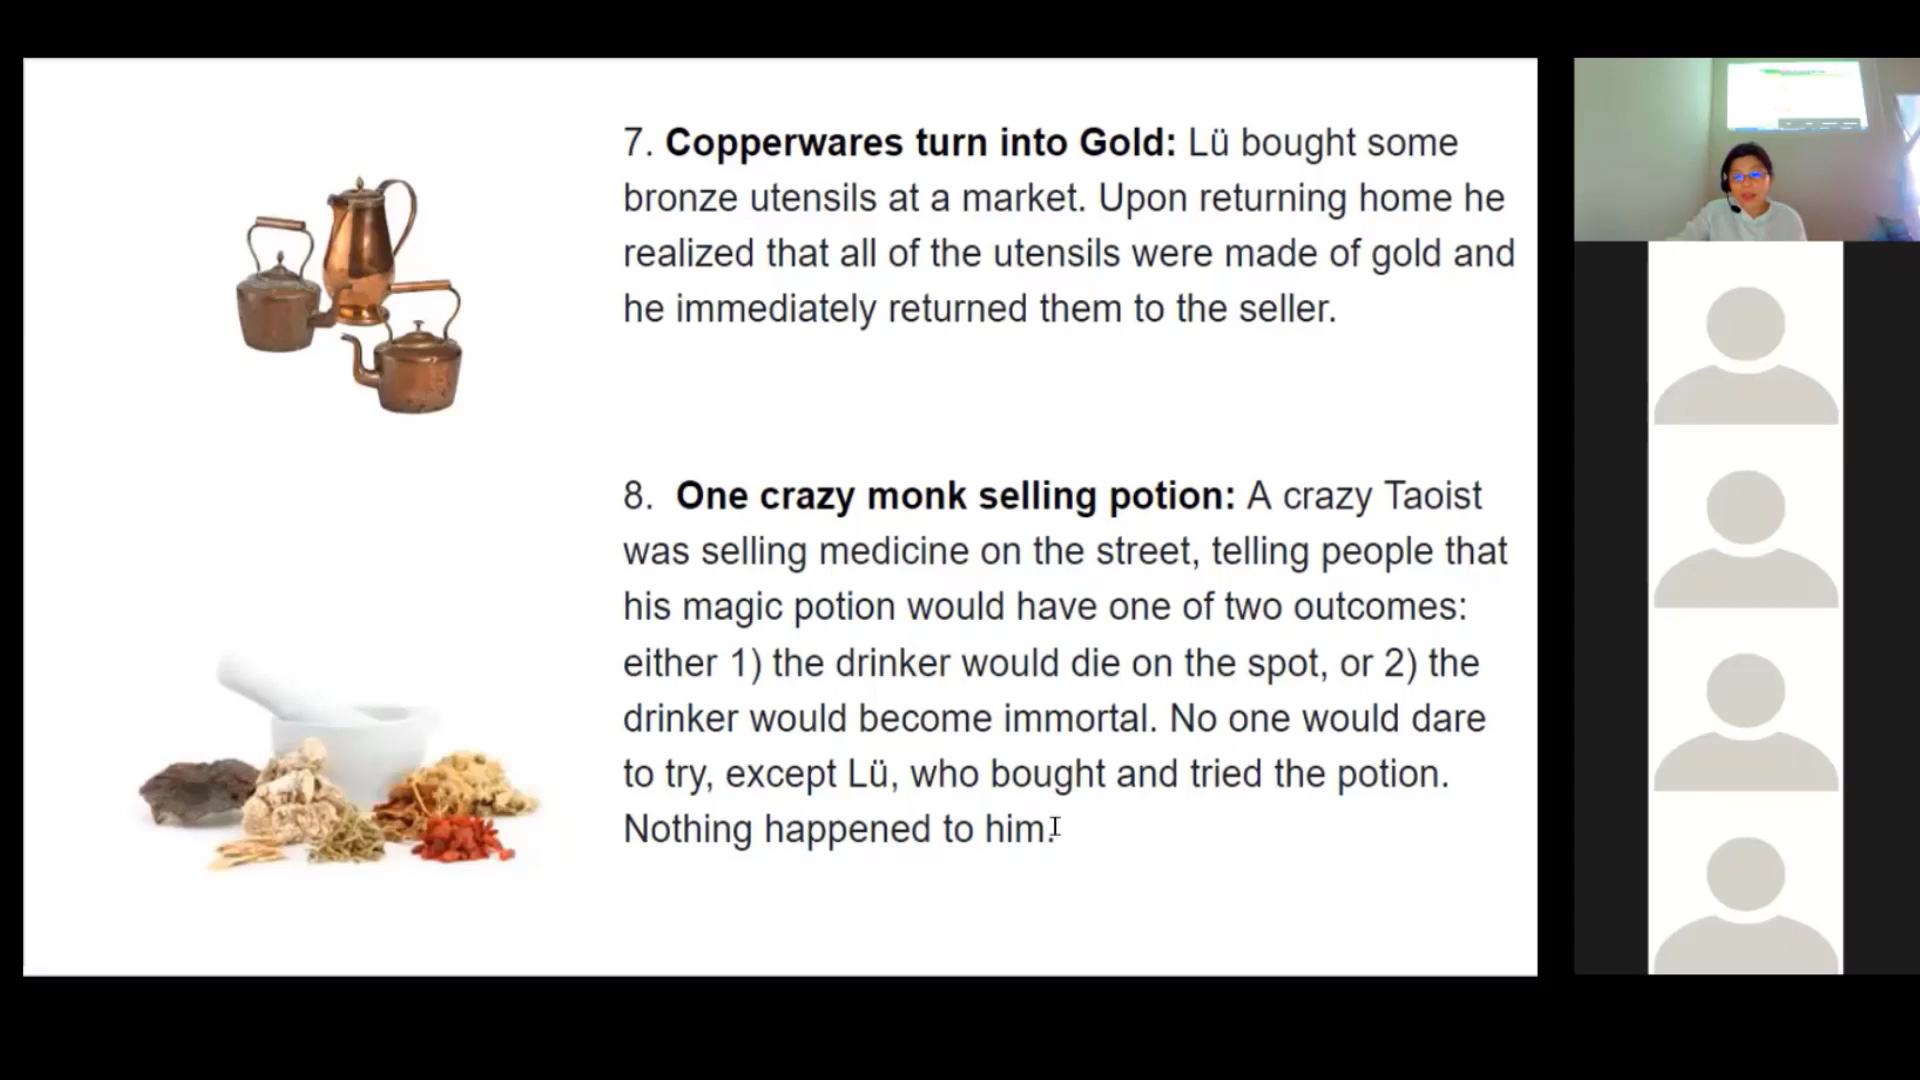 7. Copperwares turn into Gold: Lü bought some
bronze utensils at a market. Upon returning home he
realized that all of the utensils were made of gold and
he immediately returned them to the seller.
8. One crazy monk selling potion: A crazy Taoist
was selling medicine on the street, telling people that
his magic potion would have one of two outcomes:
either 1) the drinker would die on the spot, or 2) the
drinker would become immortal. No one would dare
to try, except Lü, who bought and tried the potion.
Nothing happened to him.